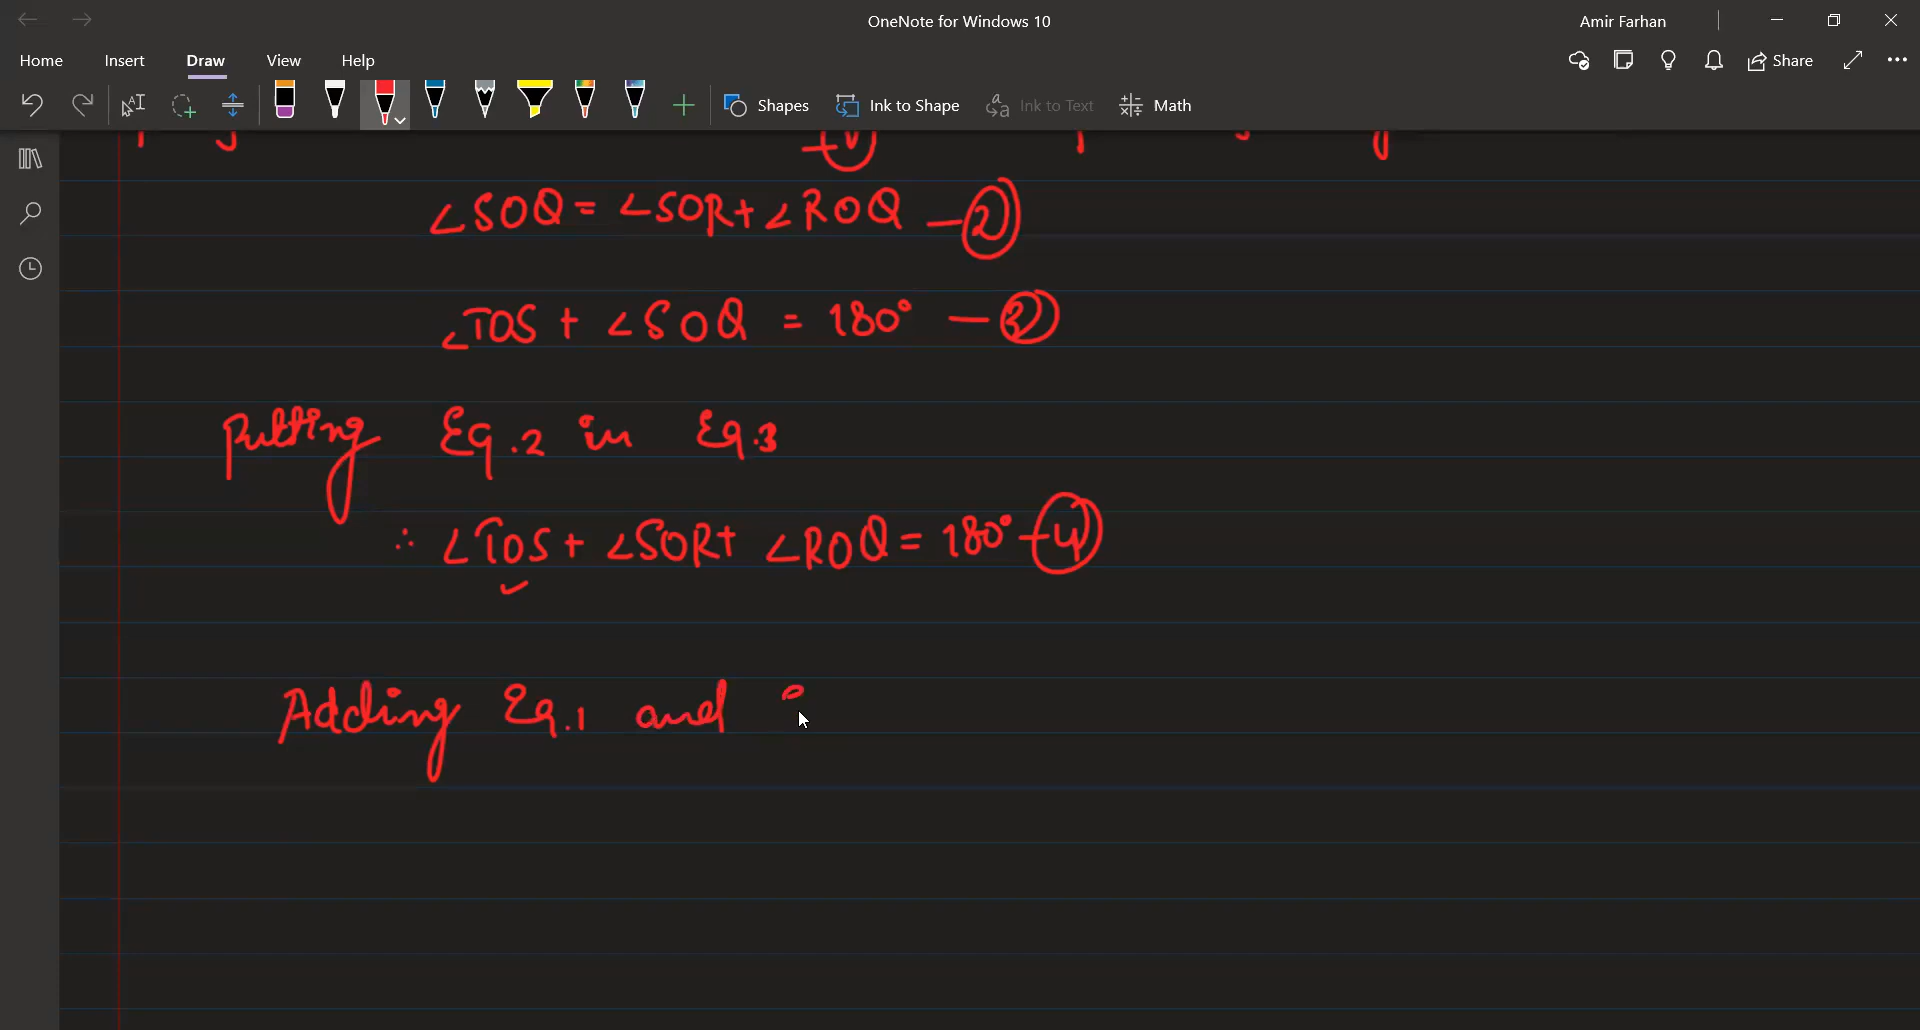 OneNote for Windows 10
Amir Farhan
Home Insert Draw View Help
Share
Shapes Ink to Shape Ink to Text Math
∠SOQ = ∠SOR + ∠ROQ — 2
∠TOS + ∠SOQ = 180° — 3
Putting Eq.2 in Eq.3
∴ ∠TOS + ∠SOR + ∠ROQ = 180° — 4
Adding Eq.1 and